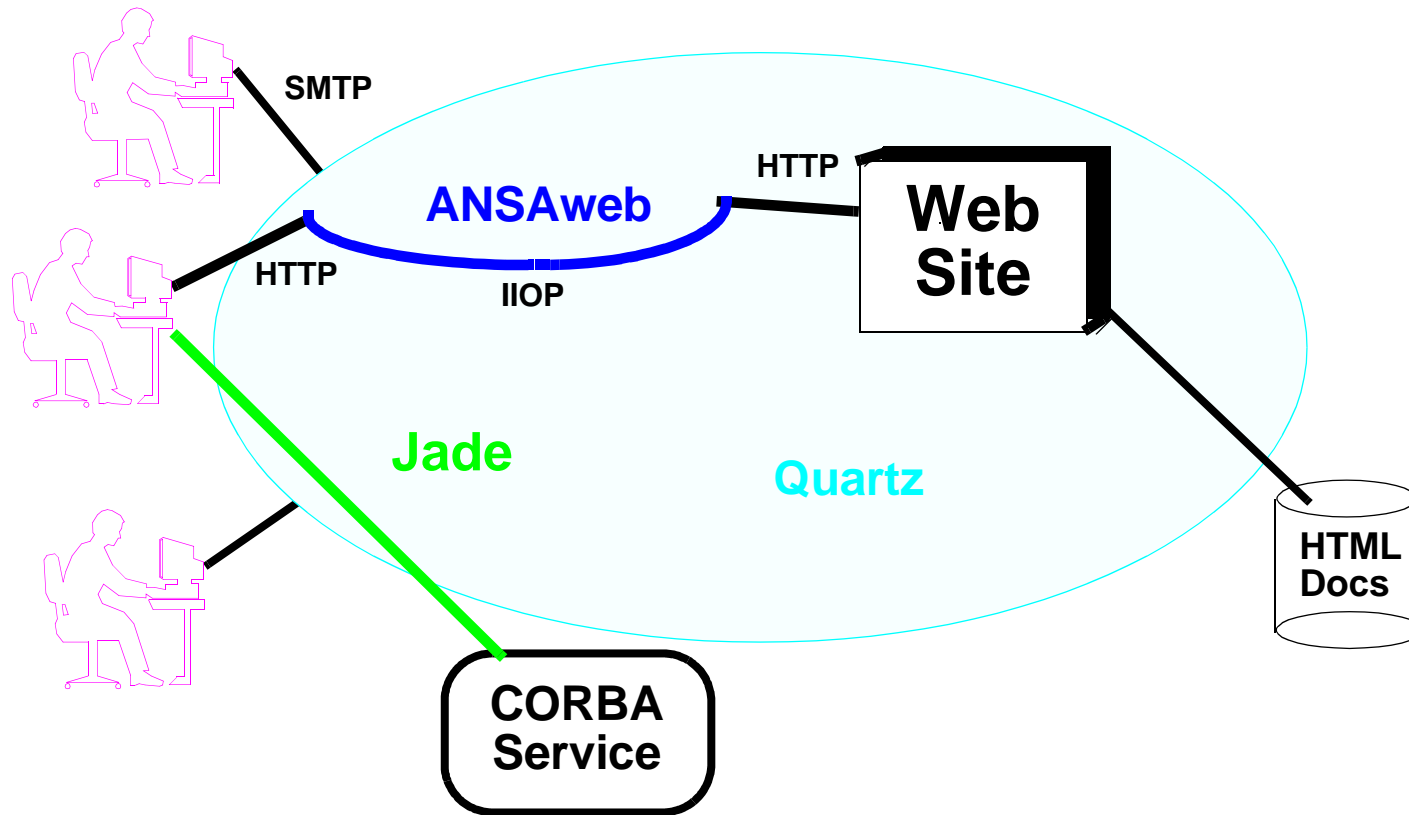 SMTP
HTTP
ANSAweb
Web
Site
HTTP
IIOP
Jade
Quartz
HTML
Docs
CORBA
Service